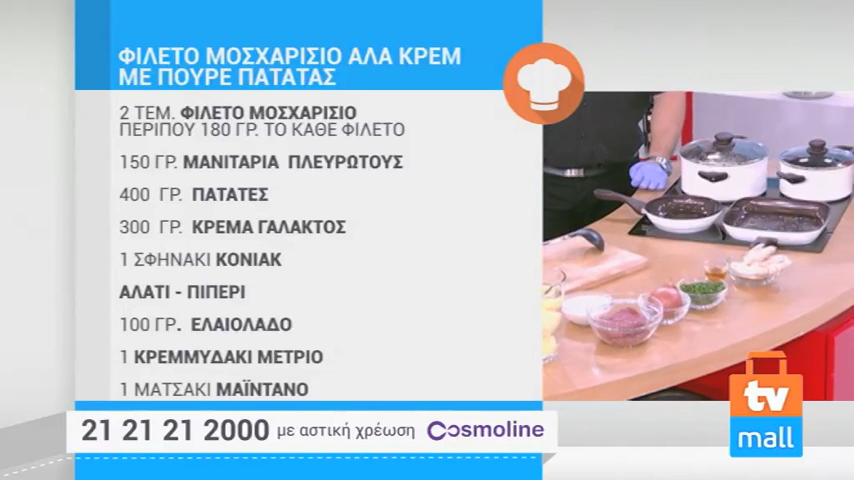 ΦΙΛΕΤΟ ΜΟΣΧΑΡΙΣΙΟ ΑΛΑ ΚΡΕΜ
ΜΕ ΠΟΥΡΕ ΠΑΤΑΤΑΣ
2 ΤΕΜ. ΦΙΛΕΤΟ ΜΟΣΧΑΡΙΣΙΟ
ΠΕΡΙΠΟΥ 180 ΓΡ. ΤΟ ΚΑΘΕ ΦΙΛΕΤΟ
150 ΓΡ. ΜΑΝΙΤΑΡΙΑ ΠΛΕΥΡΩΤΟΥΣ
400 ΓΡ. ΠΑΤΑΤΕΣ
300 ΓΡ. ΚΡΕΜΑ ΓΑΛΑΚΤΟΣ
1 ΣΦΗΝΑΚΙ ΚΟΝΙΑΚ
ΑΛΑΤΙ - ΠΙΠΕΡΙ
100 ΓΡ. ΕΛΑΙΟΛΑΔΟ
1 ΚΡΕΜΜΥΔΑΚΙ ΜΕΤΡΙΟ
1 ΜΑΤΣΑΚΙ ΜΑΪΝΤΑΝΟ
21 21 21 2000 με αστική χρέωση Cosmoline
tv
mall